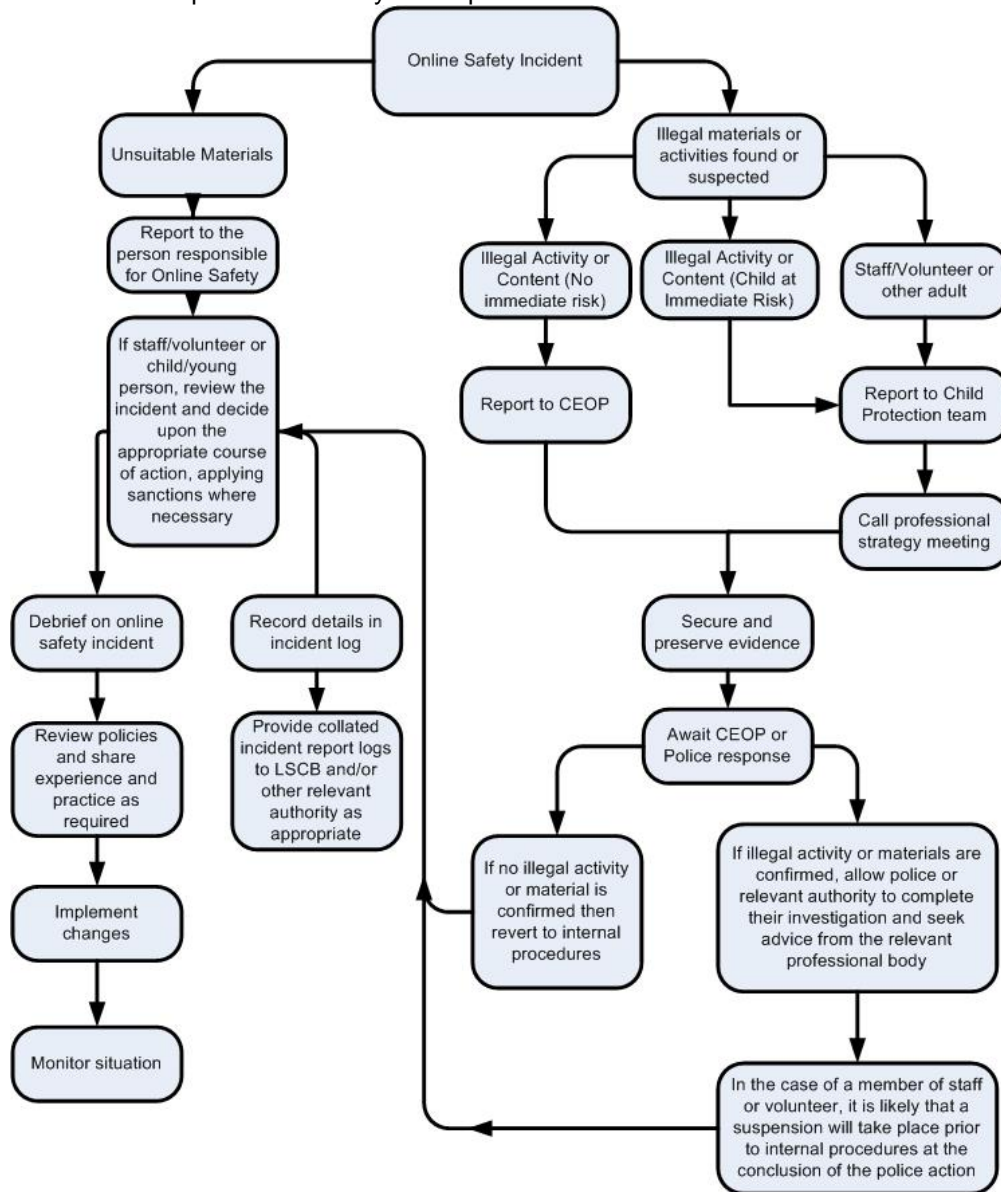 Online Safety Incident
Unsuitable Materials
Report to the
person responsible
for Online Safety
If staff/volunteer or
child/young
person, review the
incident and decide
upon the
appropriate course
of action, applying
sanctions where
necessary
Debrief on online
safety incident
Review policies
and share
experience and
practice as
required
Implement
changes
Monitor situation
Record details in
incident log
Provide collated
incident report logs
to LSCB and/or
other relevant
authority as
appropriate
Illegal materials or
activities found or
suspected
Illegal Activity or
Content (No
immediate risk)
Illegal Activity or
Content (Child at
Immediate Risk)
Staff/Volunteer or
other adult
Report to CEOP
Report to Child
Protection team
Call professional
strategy meeting
Secure and
preserve evidence
Await CEOP or
Police response
If no illegal activity
or material is
confirmed then
revert to internal
procedures
If illegal activity or materials are
confirmed, allow police or
relevant authority to complete
their investigation and seek
advice from the relevant
professional body
In the case of a member of staff
or volunteer, it is likely that a
suspension will take place prior
to internal procedures at the
conclusion of the police action